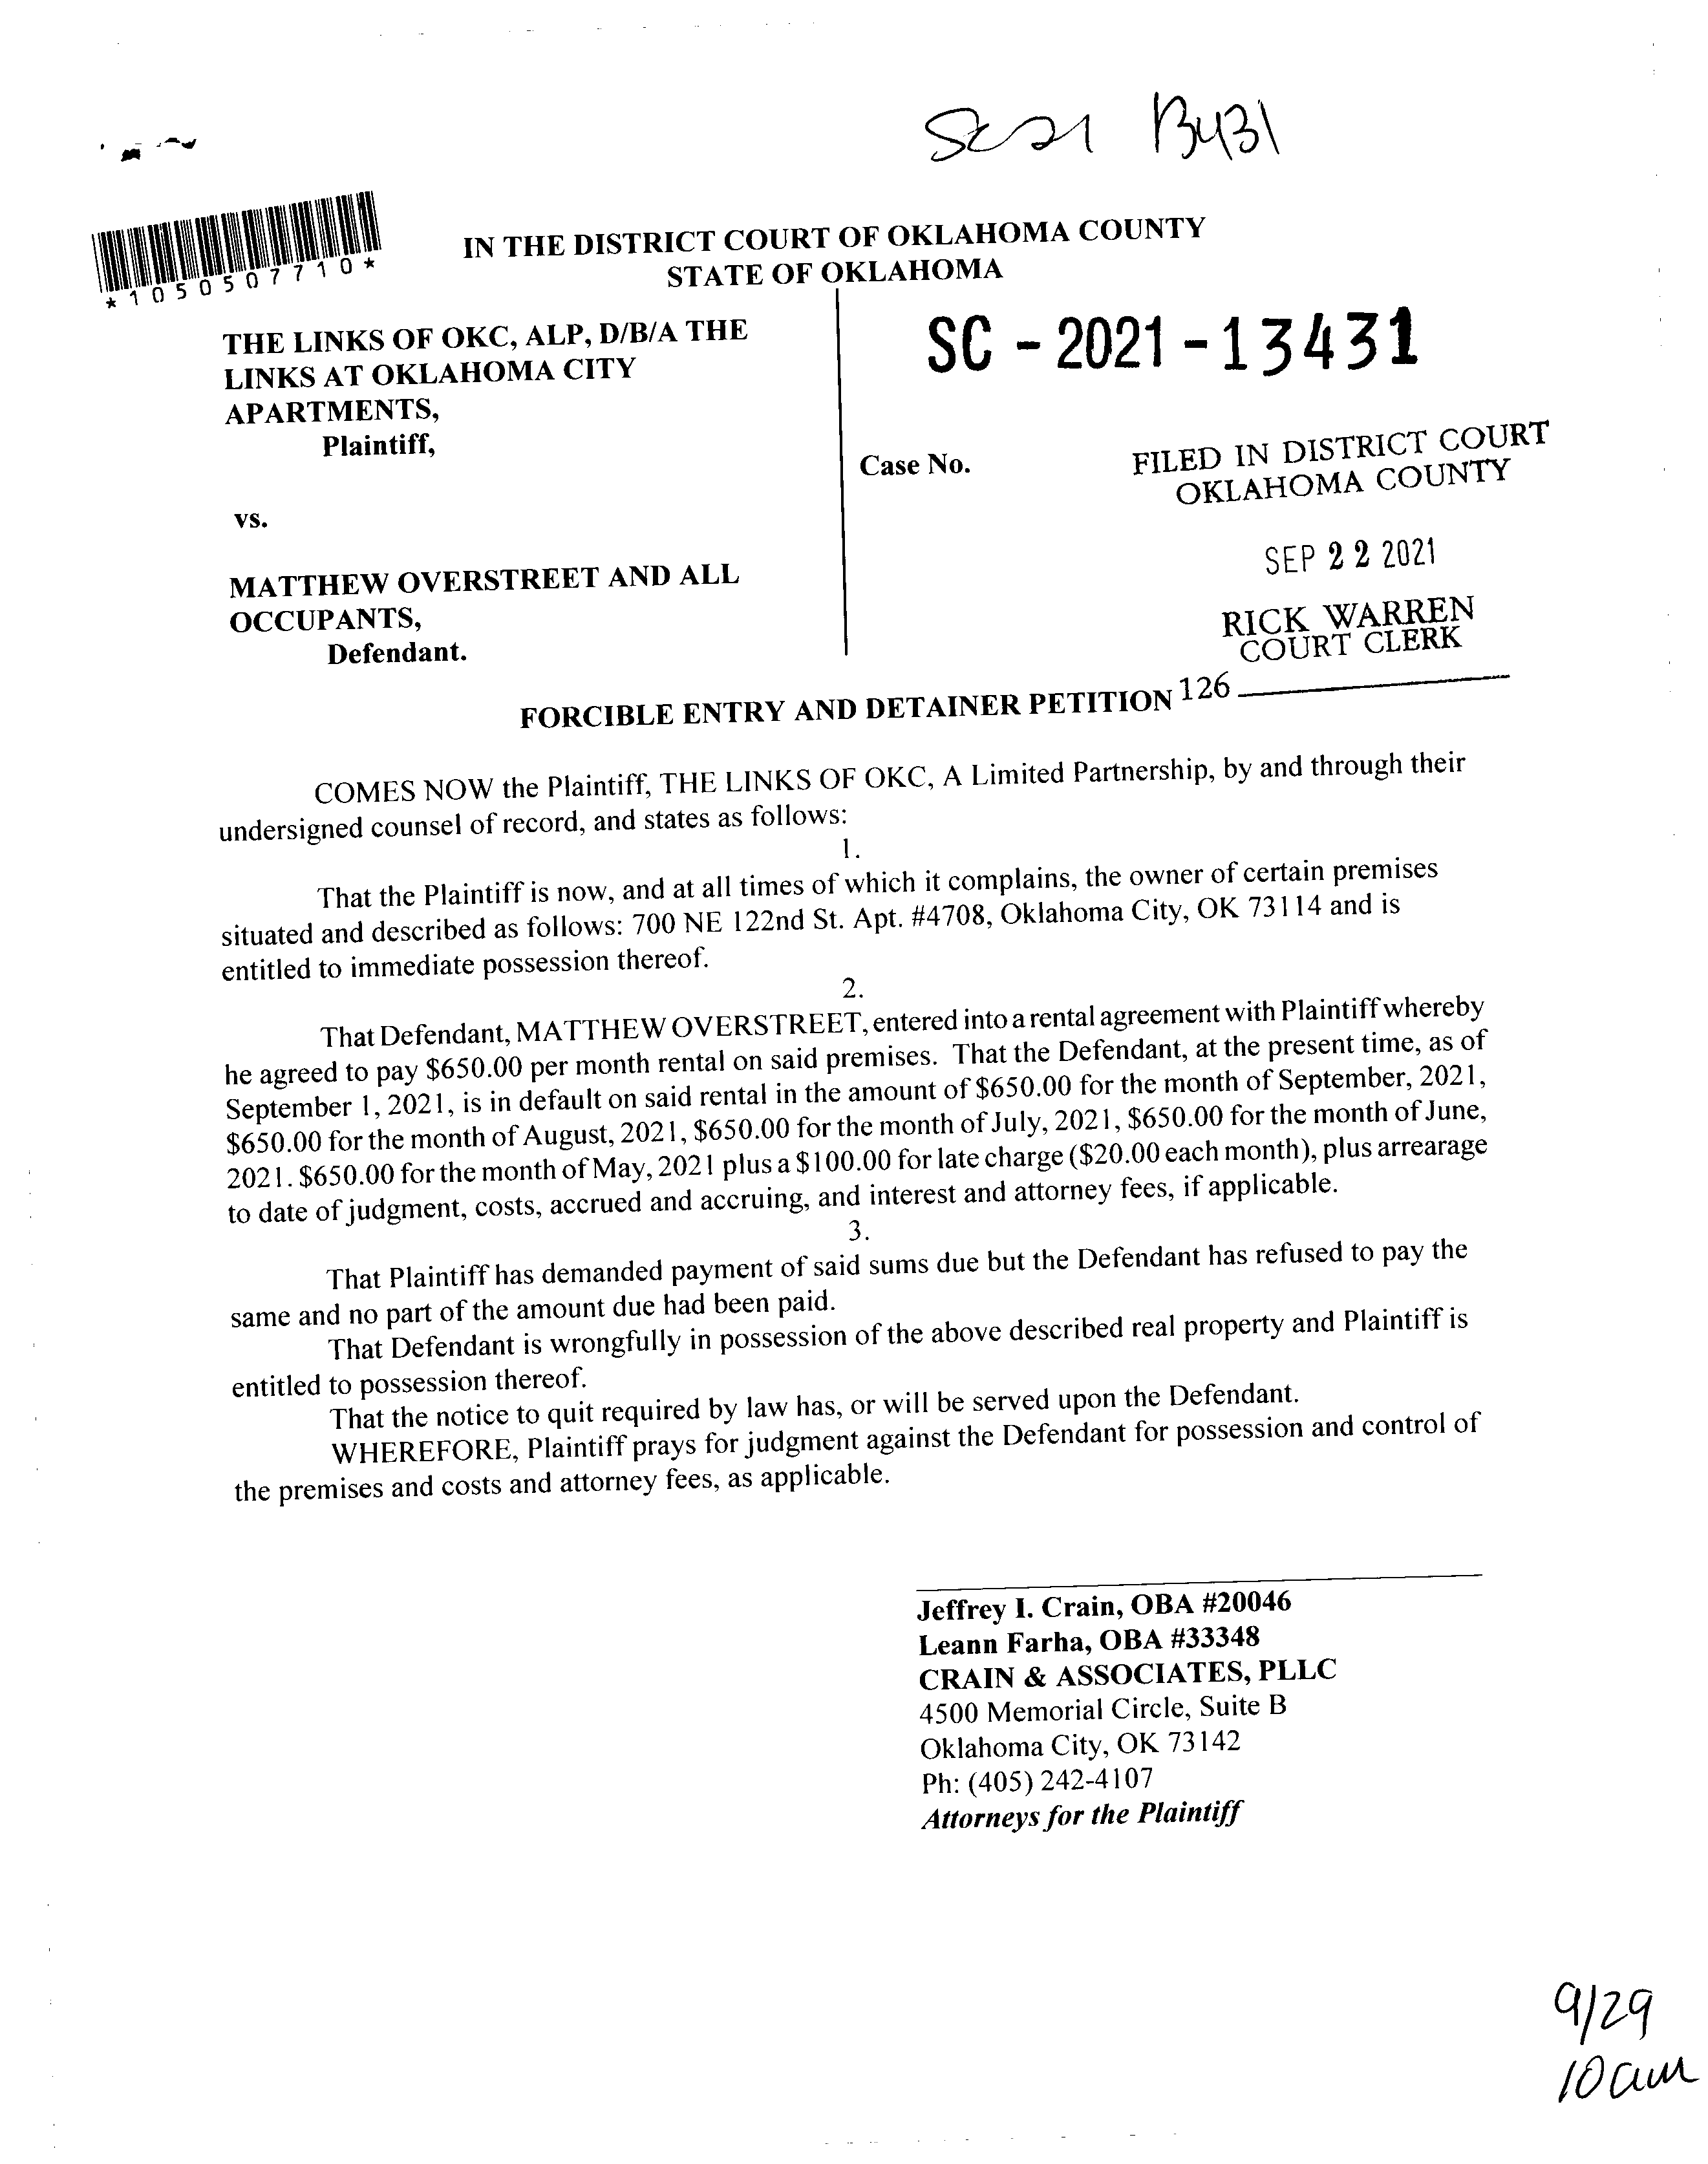 SC 21 13431
*1050507710*
IN THE DISTRICT COURT OF OKLAHOMA COUNTY
STATE OF OKLAHOMA
THE LINKS OF OKC, ALP, D/B/A THE
LINKS AT OKLAHOMA CITY
APARTMENTS,
Plaintiff,
vs.
MATTHEW OVERSTREET AND ALL
OCCUPANTS,
Defendant.
SC - 2021 - 13431
Case No.
FILED IN DISTRICT COURT
OKLAHOMA COUNTY
SEP 22 2021
RICK WARREN
COURT CLERK
126
FORCIBLE ENTRY AND DETAINER PETITION
COMES NOW the Plaintiff, THE LINKS OF OKC, A Limited Partnership, by and through their
undersigned counsel of record, and states as follows:
1.
That the Plaintiff is now, and at all times of which it complains, the owner of certain premises
situated and described as follows: 700 NE 122nd St. Apt. #4708, Oklahoma City, OK 73114 and is
entitled to immediate possession thereof.
2.
That Defendant, MATTHEW OVERSTREET, entered into a rental agreement with Plaintiff whereby
he agreed to pay $650.00 per month rental on said premises. That the Defendant, at the present time, as of
September 1, 2021, is in default on said rental in the amount of $650.00 for the month of September, 2021,
$650.00 for the month of August, 2021, $650.00 for the month of July, 2021, $650.00 for the month of June,
2021. $650.00 for the month of May, 2021 plus a $100.00 for late charge ($20.00 each month), plus arrearage
to date of judgment, costs, accrued and accruing, and interest and attorney fees, if applicable.
3.
That Plaintiff has demanded payment of said sums due but the Defendant has refused to pay the
same and no part of the amount due had been paid.
That Defendant is wrongfully in possession of the above described real property and Plaintiff is
entitled to possession thereof.
That the notice to quit required by law has, or will be served upon the Defendant.
WHEREFORE, Plaintiff prays for judgment against the Defendant for possession and control of
the premises and costs and attorney fees, as applicable.
Jeffrey I. Crain, OBA #20046
Leann Farha, OBA #33348
CRAIN & ASSOCIATES, PLLC
4500 Memorial Circle, Suite B
Oklahoma City, OK 73142
Ph: (405) 242-4107
Attorneys for the Plaintiff
9/29
10am